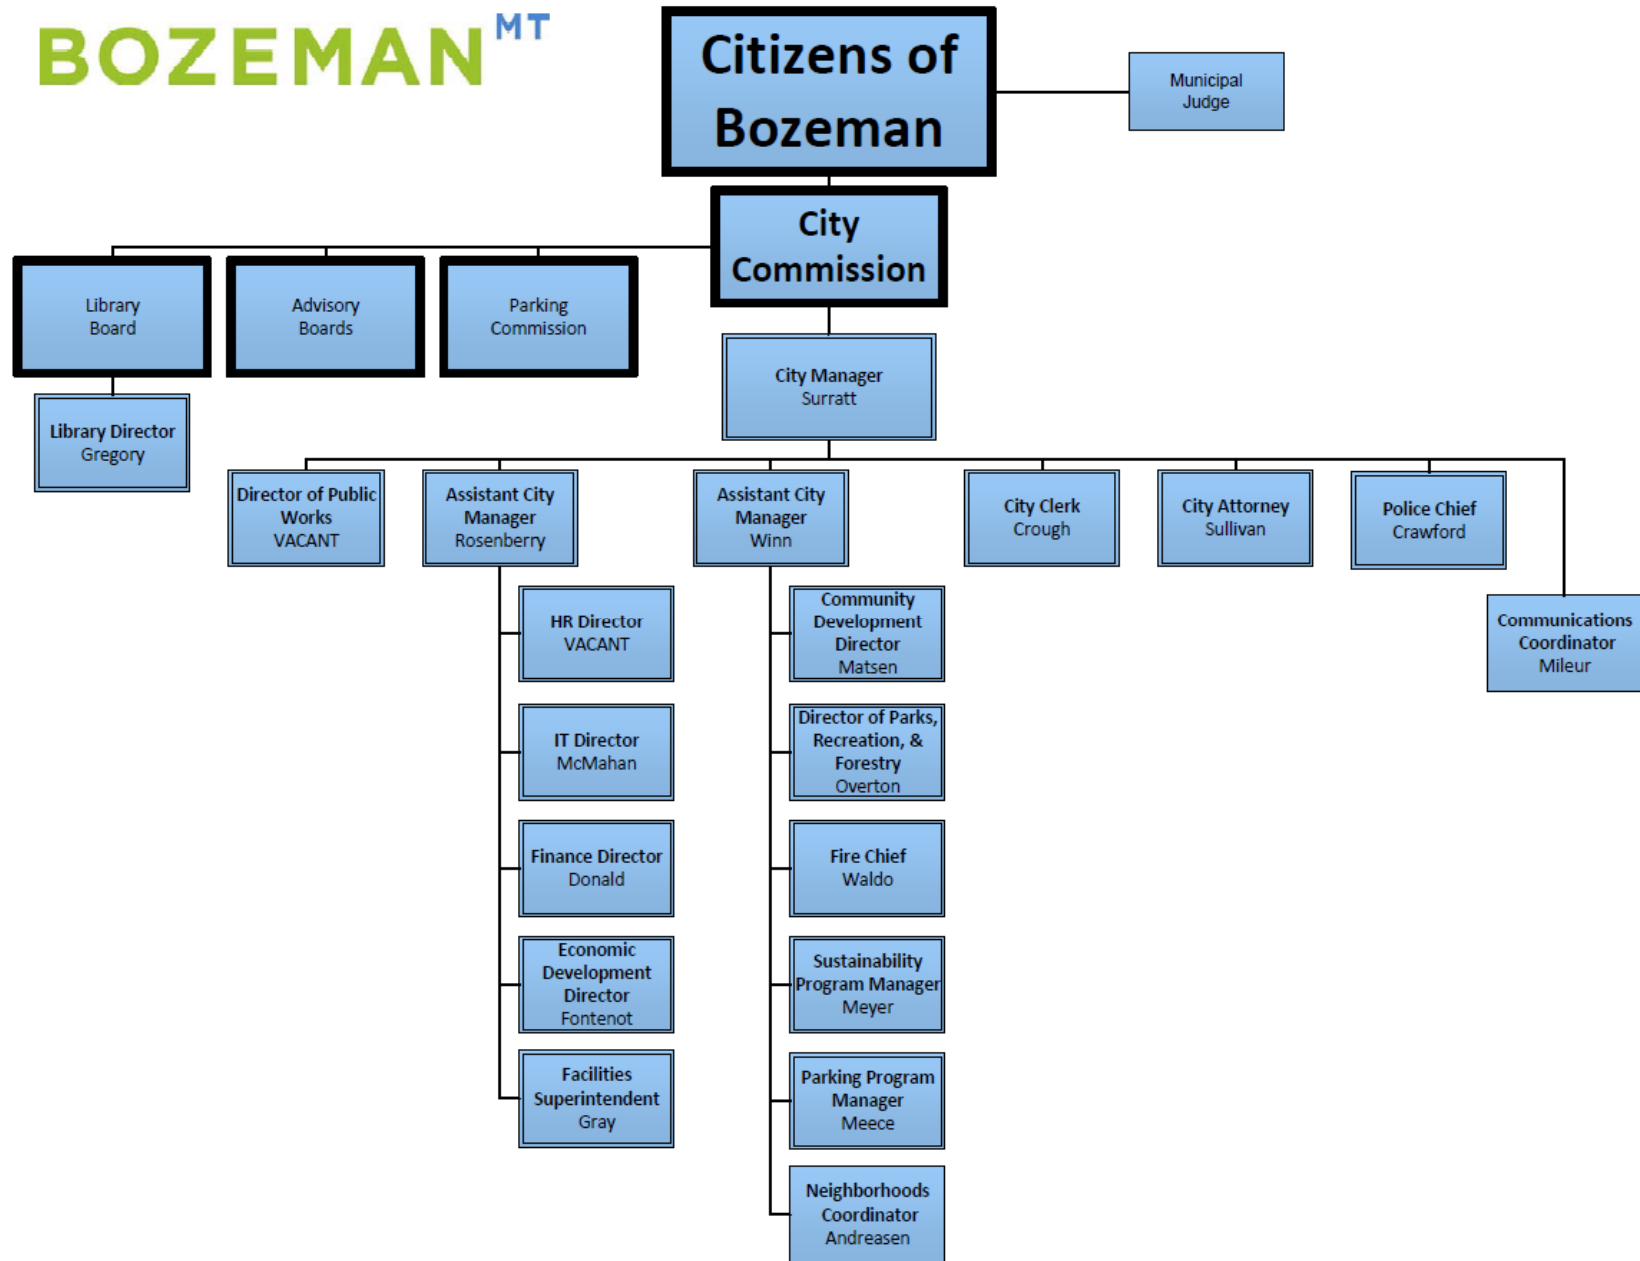 BOZEMAN MT
Citizens of
Bozeman
Municipal
Judge
City
Commission
Library
Board
Advisory
Boards
Parking
Commission
City Manager
Surratt
Library Director
Gregory
Director of Public
Works
VACANT
Assistant City
Manager
Rosenberry
Assistant City
Manager
Winn
City Clerk
Crough
City Attorney
Sullivan
Police Chief
Crawford
Communications
Coordinator
Mileur
HR Director
VACANT
IT Director
McMahan
Finance Director
Donald
Economic
Development
Director
Fontenot
Facilities
Superintendent
Gray
Community
Development
Director
Matsen
Director of Parks,
Recreation, &
Forestry
Overton
Fire Chief
Waldo
Sustainability
Program Manager
Meyer
Parking Program
Manager
Meece
Neighborhoods
Coordinator
Andreasen